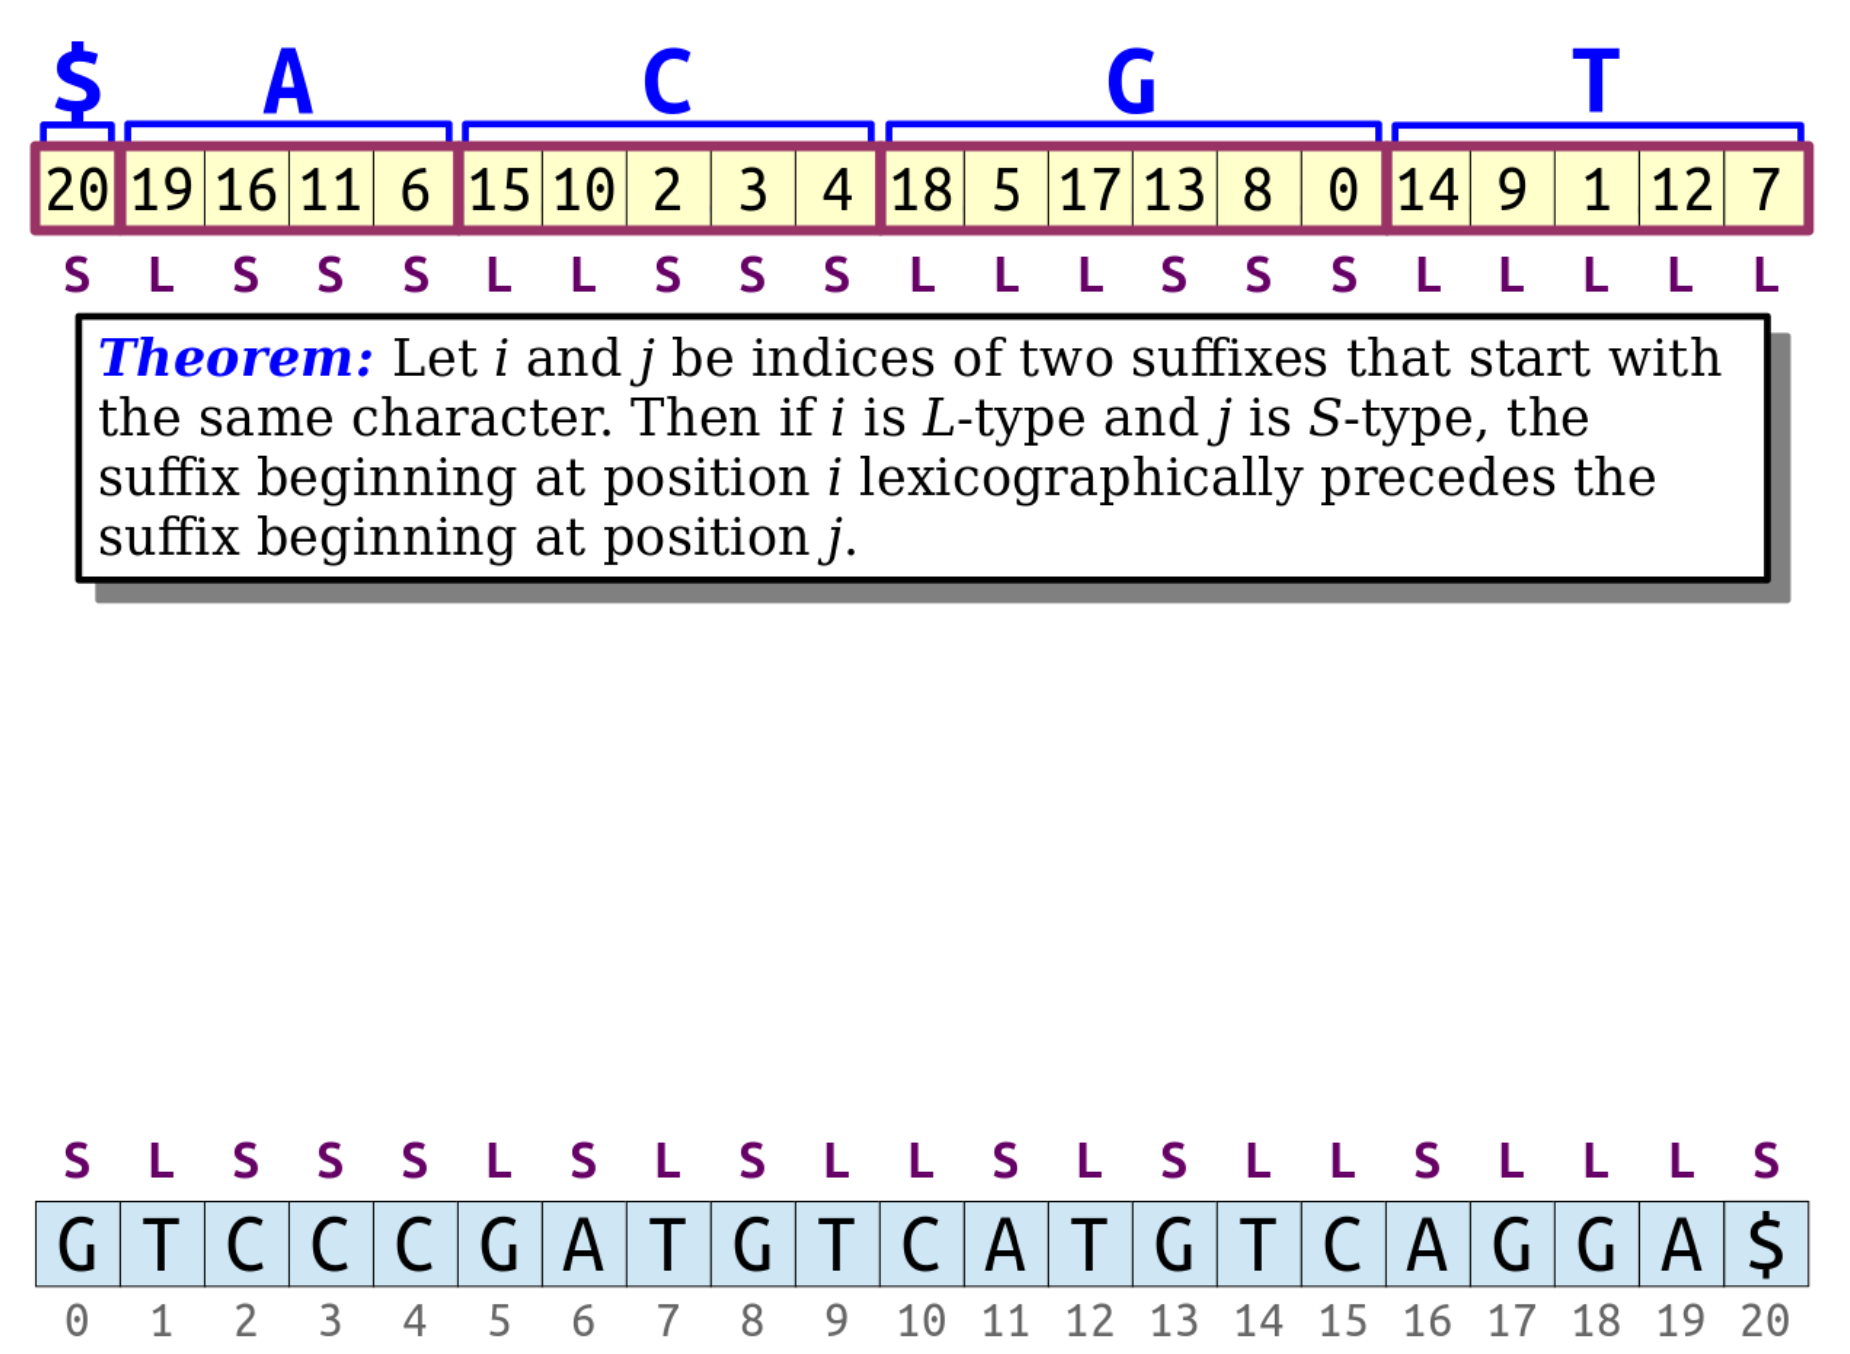 $ A C G T
20 19 16 11 6 15 10 2 3 4 18 5 17 13 8 0 14 9 1 12 7
S L S S S L L S S S L L L S S S L L L L L
Theorem: Let i and j be indices of two suffixes that start with
the same character. Then if i is L-type and j is S-type, the
suffix beginning at position i lexicographically precedes the
suffix beginning at position j.
S L S S S L S L S L L S L S L L S L L L S
G T C C C G A T G T C A T G T C A G G A $
0 1 2 3 4 5 6 7 8 9 10 11 12 13 14 15 16 17 18 19 20